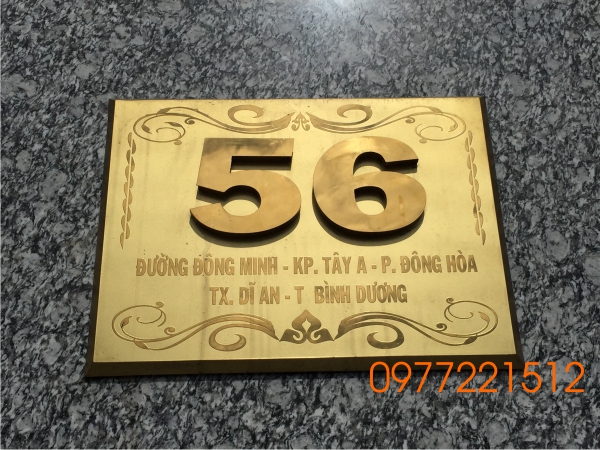 56
ĐƯỜNG ĐÔNG MINH - KP. TÂY A - P. ĐÔNG HÒA
TX. DĨ AN - T BÌNH DƯƠNG
0977221512